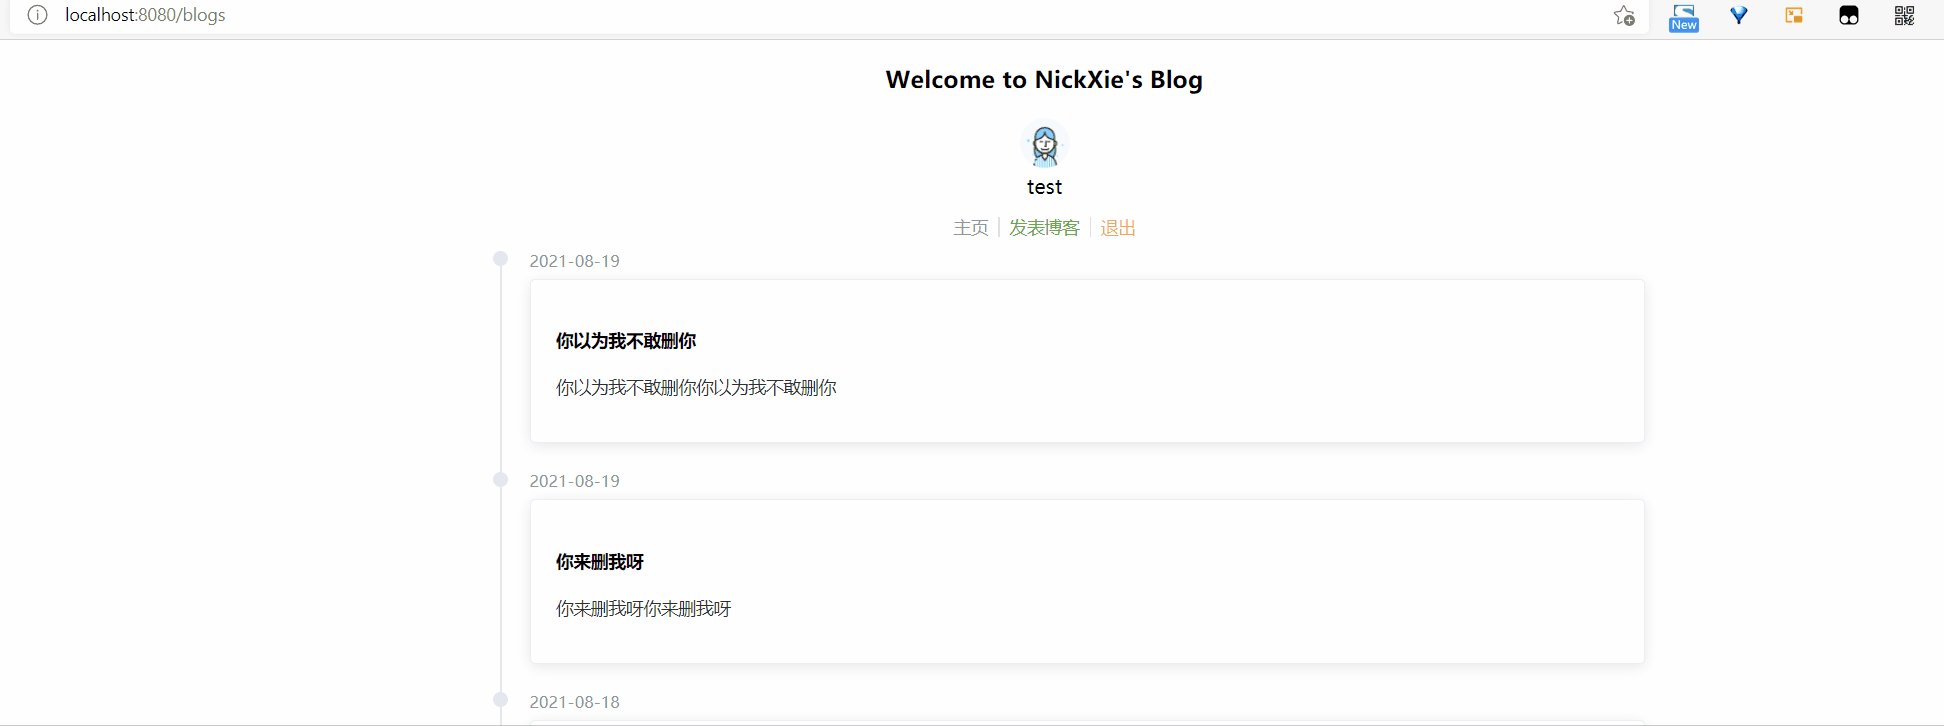 localhost:8080/blogs
New
Welcome to NickXie's Blog
test
主页 发表博客 退出
2021-08-19
你以为我不敢删你
你以为我不敢删你你以为我不敢删你
2021-08-19
你来删我呀
你来删我呀你来删我呀
2021-08-18